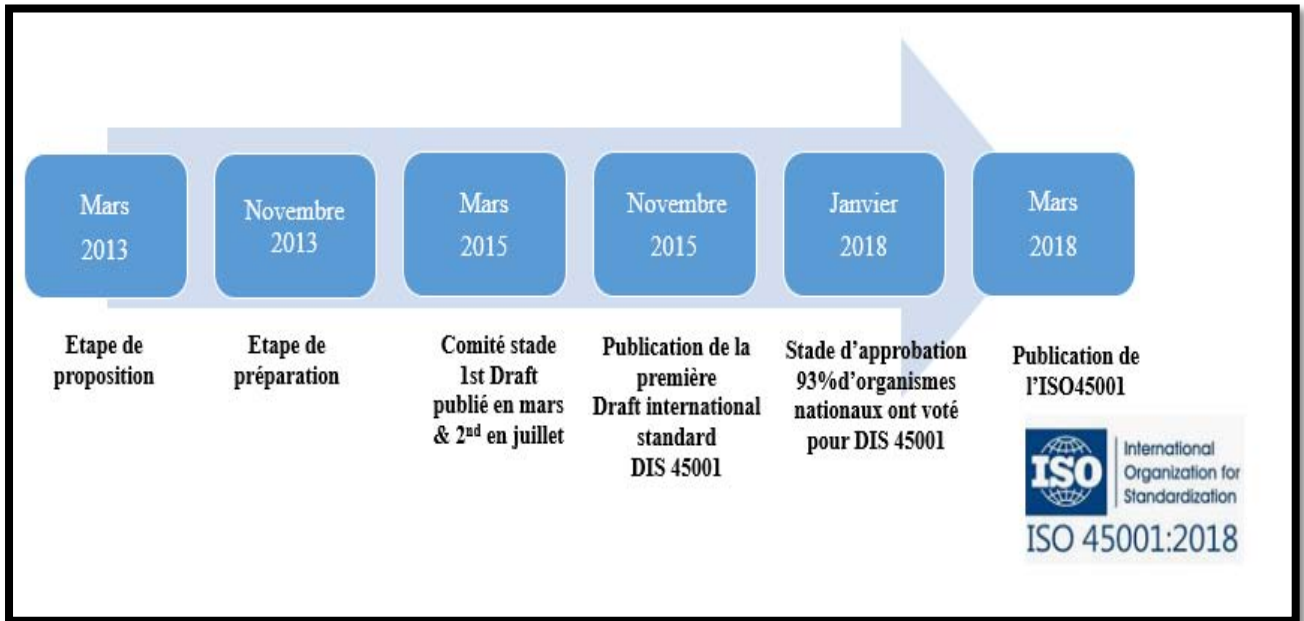 Mars
2013
Novembre
2013
Mars
2015
Novembre
2015
Janvier
2018
Mars
2018
Etape de
proposition
Etape de
préparation
Comité stade
1st Draft
publié en mars
& 2nd en juillet
Publication de la
première
Draft international
standard
DIS 45001
Stade d'approbation
93%d'organismes
nationaux ont voté
pour DIS 45001
Publication de
l'ISO45001
ISO
International
Organization for
Standardization
ISO 45001:2018